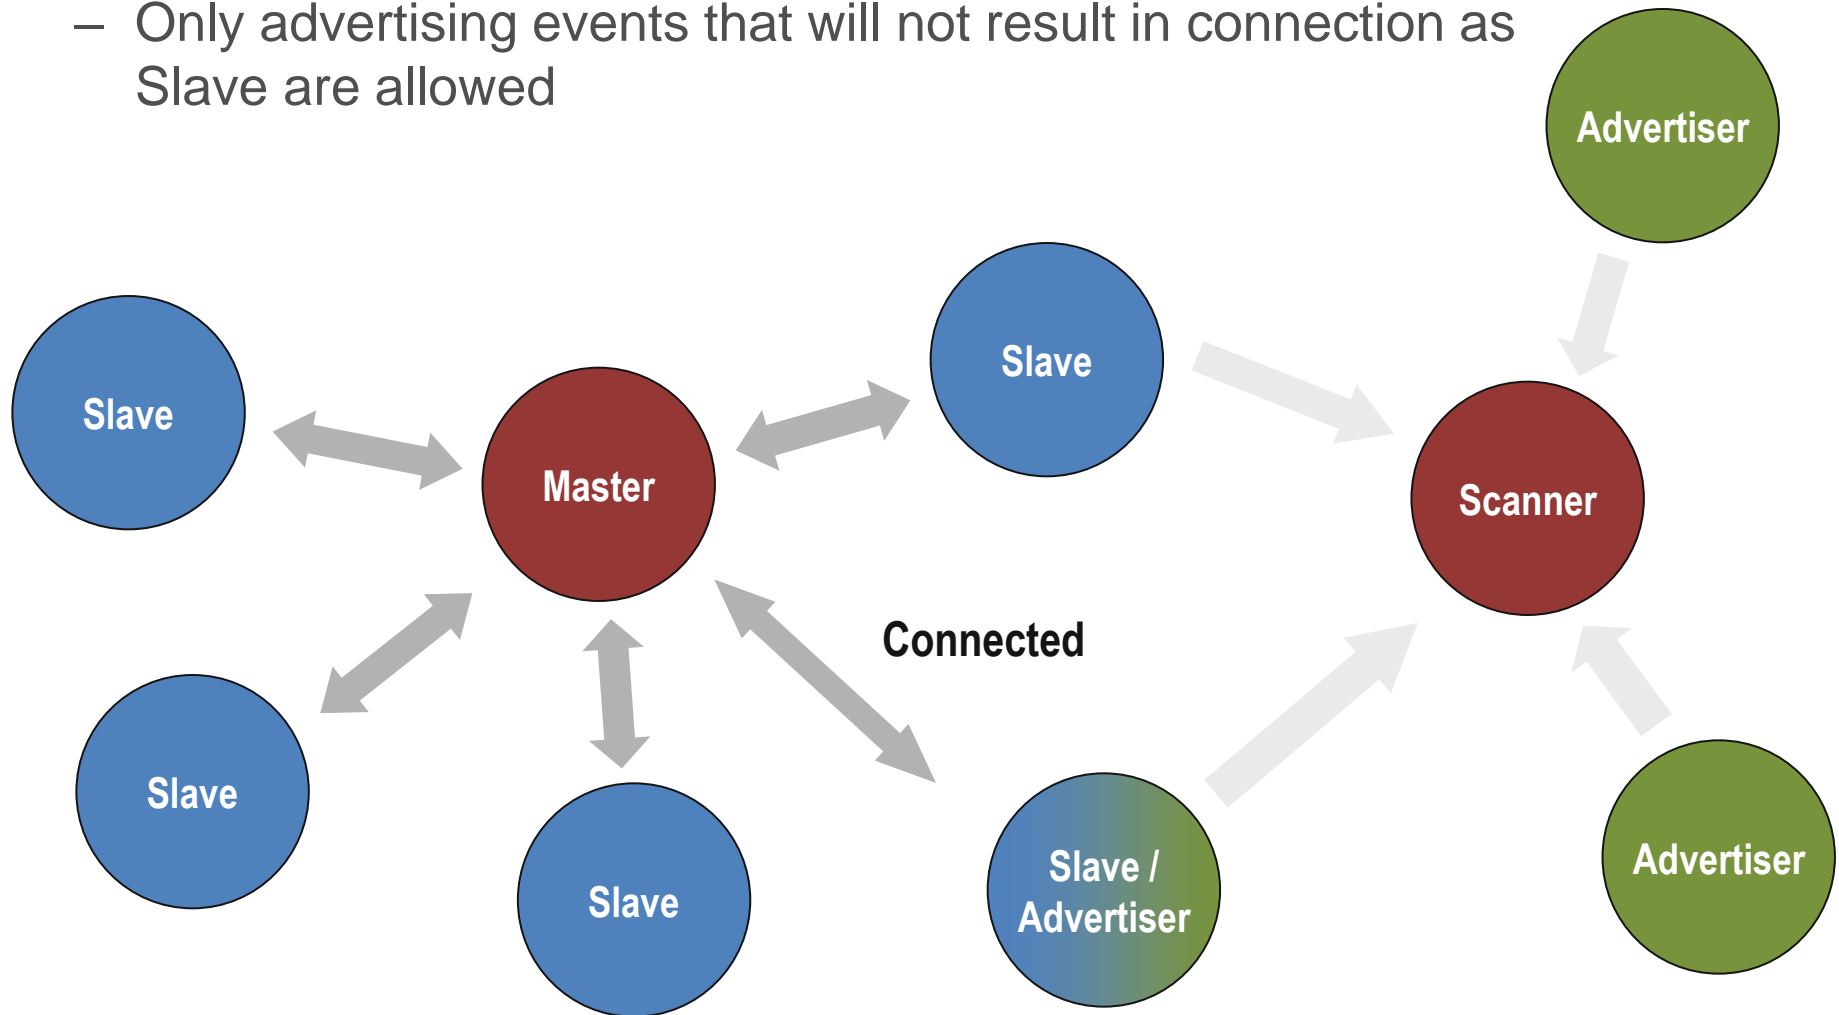 – Only advertising events that will not result in connection as
Slave are allowed
Advertiser
Slave
Slave
Master
Scanner
Connected
Slave
Slave
Slave /
Advertiser
Advertiser